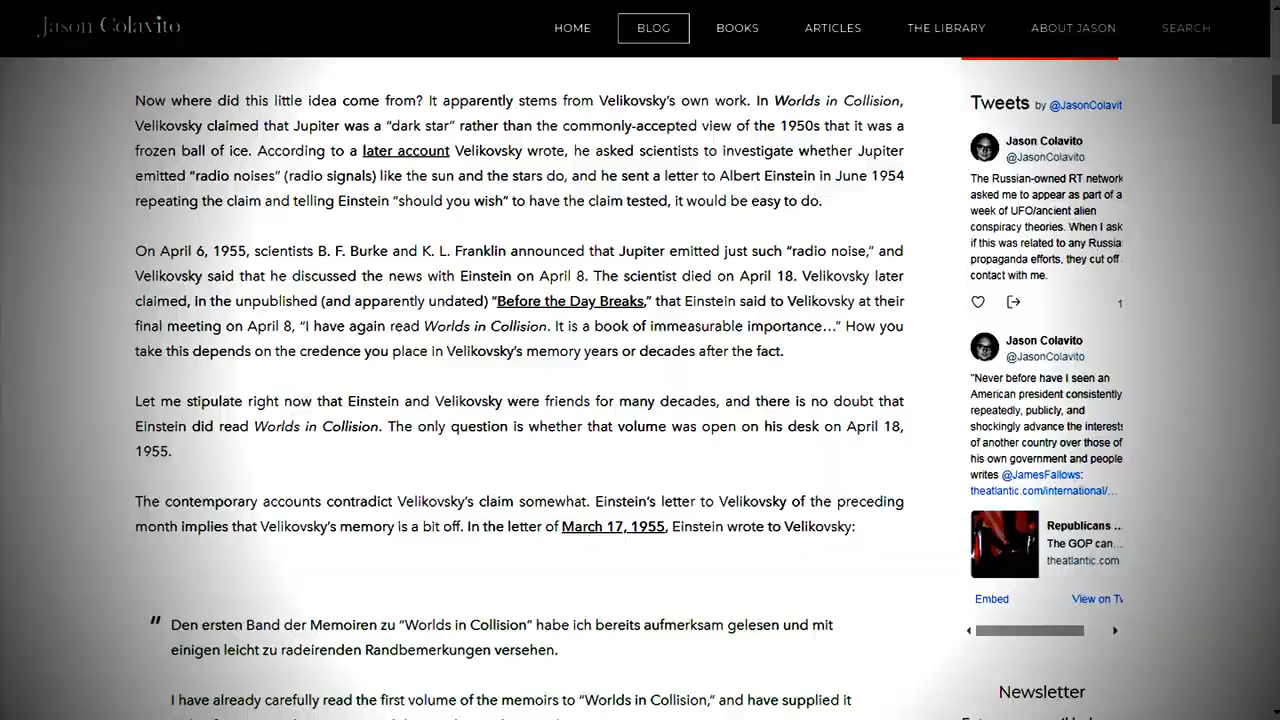 Jason Colavito
HOME
BLOG
BOOKS
ARTICLES
THE LIBRARY
ABOUT JASON
SEARCH
Now where did this little idea come from? It apparently stems from Velikovsky's own work. In Worlds in Collision,
Velikovsky claimed that Jupiter was a “dark star” rather than the commonly-accepted view of the 1950s that it was a
frozen ball of ice. According to a later account Velikovsky wrote, he asked scientists to investigate whether Jupiter
emitted “radio noises” (radio signals) like the sun and the stars do, and he sent a letter to Albert Einstein in June 1954
repeating the claim and telling Einstein “should you wish” to have the claim tested, it would be easy to do.
On April 6, 1955, scientists B. F. Burke and K. L. Franklin announced that Jupiter emitted just such “radio noise,” and
Velikovsky said that he discussed the news with Einstein on April 8. The scientist died on April 18. Velikovsky later
claimed, in the unpublished (and apparently undated) “Before the Day Breaks,” that Einstein said to Velikovsky at their
final meeting on April 8, “I have again read Worlds in Collision. It is a book of immeasurable importance…” How you
take this depends on the credence you place in Velikovsky's memory years or decades after the fact.
Let me stipulate right now that Einstein and Velikovsky were friends for many decades, and there is no doubt that
Einstein did read Worlds in Collision. The only question is whether that volume was open on his desk on April 18,
1955.
The contemporary accounts contradict Velikovsky's claim somewhat. Einstein's letter to Velikovsky of the preceding
month implies that Velikovsky's memory is a bit off. In the letter of March 17, 1955, Einstein wrote to Velikovsky:
" Den ersten Band der Memoiren zu “Worlds in Collision” habe ich bereits aufmerksam gelesen und mit
einigen leicht zu radeirenden Randbemerkungen versehen.
I have already carefully read the first volume of the memoirs to “Worlds in Collision,” and have supplied it
Tweets by @JasonColavit
Jason Colavito
@JasonColavito
The Russian-owned RT network
asked me to appear as part of a
week of UFO/ancient alien
conspiracy theories. When I ask
if this was related to any Russia
propaganda efforts, they cut off
contact with me.
Jason Colavito
@JasonColavito
"Never before have I seen an
American president consistently
repeatedly, publicly, and
shockingly advance the interests
of another country over those of
his own government and people
writes @JamesFallows:
theatlantic.com/international/…
Republicans ...
The GOP can...
theatlantic.com
Embed
View on Tw
Newsletter